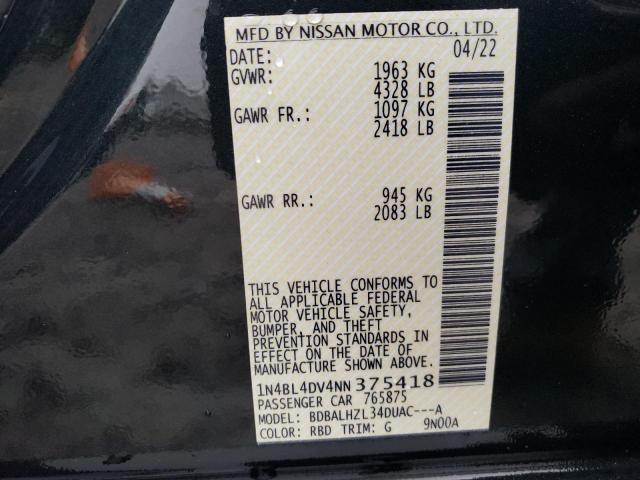 MFD BY NISSAN MOTOR CO., LTD.
DATE: 04/22
GVWR: 1963 KG
4328 LB
GAWR FR.: 1097 KG
2418 LB
GAWR RR.: 945 KG
2083 LB
THIS VEHICLE CONFORMS TO
ALL APPLICABLE FEDERAL
MOTOR VEHICLE SAFETY,
BUMPER, AND THEFT
PREVENTION STANDARDS IN
EFFECT ON THE DATE OF
MANUFACTURE SHOWN ABOVE.
1N4BL4DV4NN375418
PASSENGER CAR 765875
MODEL: BDBALHZL34DUAC---A
COLOR: RBD TRIM: G 9N00A